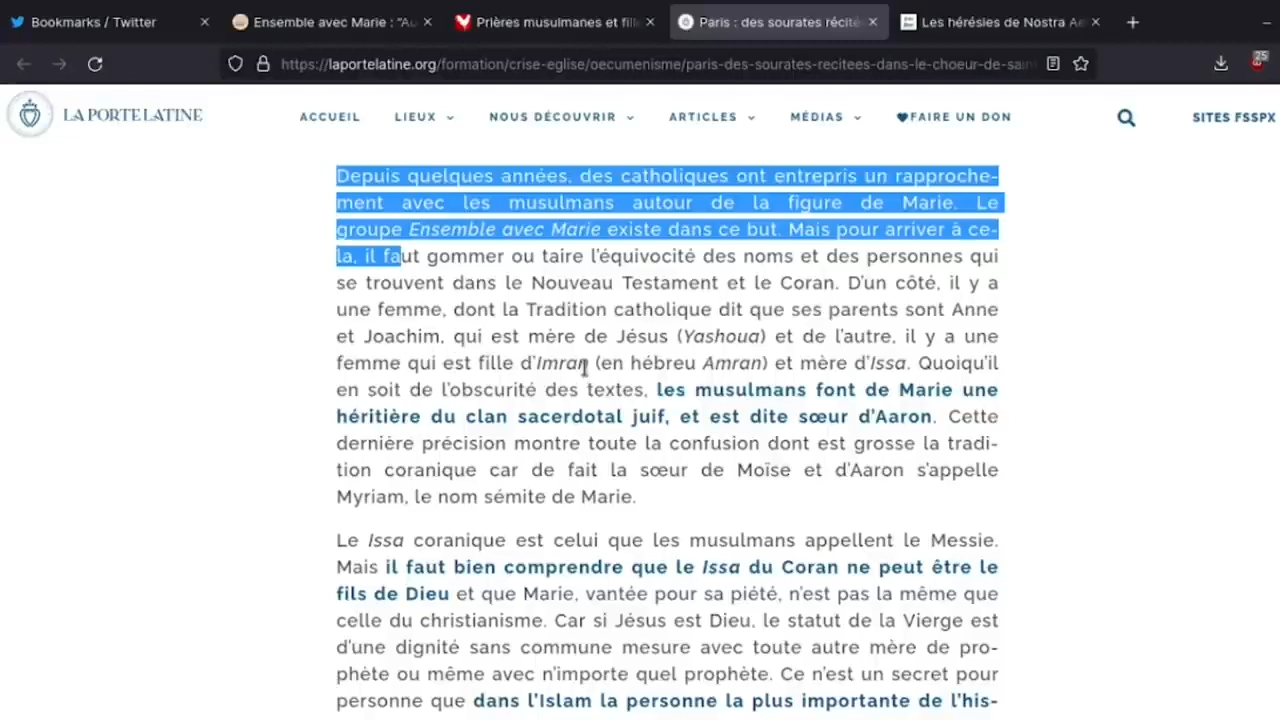 Bookmarks / Twitter
Ensemble avec Marie : "Au
Prières musulmanes et fille
Paris : des sourates récitée
Les hérésies de Nostra Ae
https://laportelatine.org/formation/crise-eglise/oecumenisme/paris-des-sourates-recitees-dans-le-choeur-de-sain
25
LA PORTE LATINE
ACCUEIL
LIEUX
NOUS DÉCOUVRIR
ARTICLES
MÉDIAS
FAIRE UN DON
SITES FSSPX
Depuis quelques années, des catholiques ont entrepris un rapproche-
ment avec les musulmans autour de la figure de Marie. Le
groupe Ensemble avec Marie existe dans ce but. Mais pour arriver à ce-
la, il faut gommer ou taire l'équivocité des noms et des personnes qui
se trouvent dans le Nouveau Testament et le Coran. D'un côté, il y a
une femme, dont la Tradition catholique dit que ses parents sont Anne
et Joachim, qui est mère de Jésus (Yashoua) et de l'autre, il y a une
femme qui est fille d'Imran (en hébreu Amran) et mère d'Issa. Quoiqu'il
en soit de l'obscurité des textes, les musulmans font de Marie une
héritière du clan sacerdotal juif, et est dite sœur d'Aaron. Cette
dernière précision montre toute la confusion dont est grosse la tradi-
tion coranique car de fait la sœur de Moïse et d'Aaron s'appelle
Myriam, le nom sémite de Marie.
Le Issa coranique est celui que les musulmans appellent le Messie.
Mais il faut bien comprendre que le Issa du Coran ne peut être le
fils de Dieu et que Marie, vantée pour sa piété, n'est pas la même que
celle du christianisme. Car si Jésus est Dieu, le statut de la Vierge est
d'une dignité sans commune mesure avec toute autre mère de pro-
phète ou même avec n'importe quel prophète. Ce n'est un secret pour
personne que dans l'Islam la personne la plus importante de l'his-